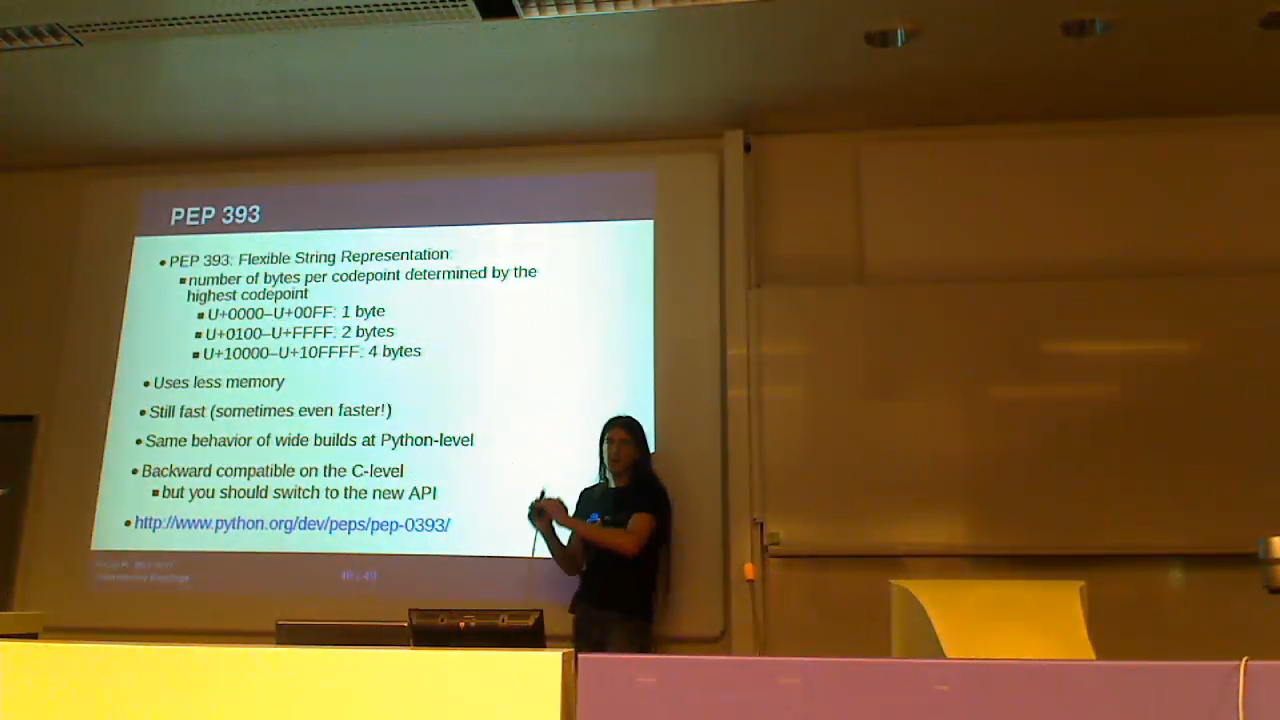 PEP 393
• PEP 393: Flexible String Representation:
▪ number of bytes per codepoint determined by the
highest codepoint
▪ U+0000–U+00FF: 1 byte
▪ U+0100–U+FFFF: 2 bytes
▪ U+10000–U+10FFFF: 4 bytes
• Uses less memory
• Still fast (sometimes even faster!)
• Same behavior of wide builds at Python-level
• Backward compatible on the C-level
▪ but you should switch to the new API
• http://www.python.org/dev/peps/pep-0393/